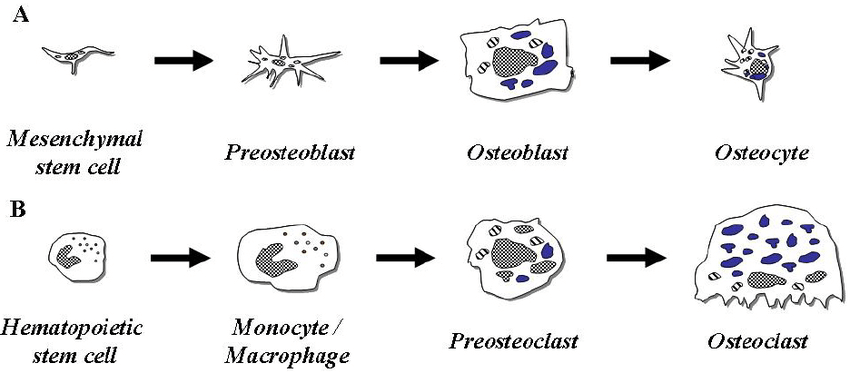 A
Mesenchymal
stem cell
Preosteoblast
Osteoblast
Osteocyte
B
Hematopoietic
stem cell
Monocyte /
Macrophage
Preosteoclast
Osteoclast